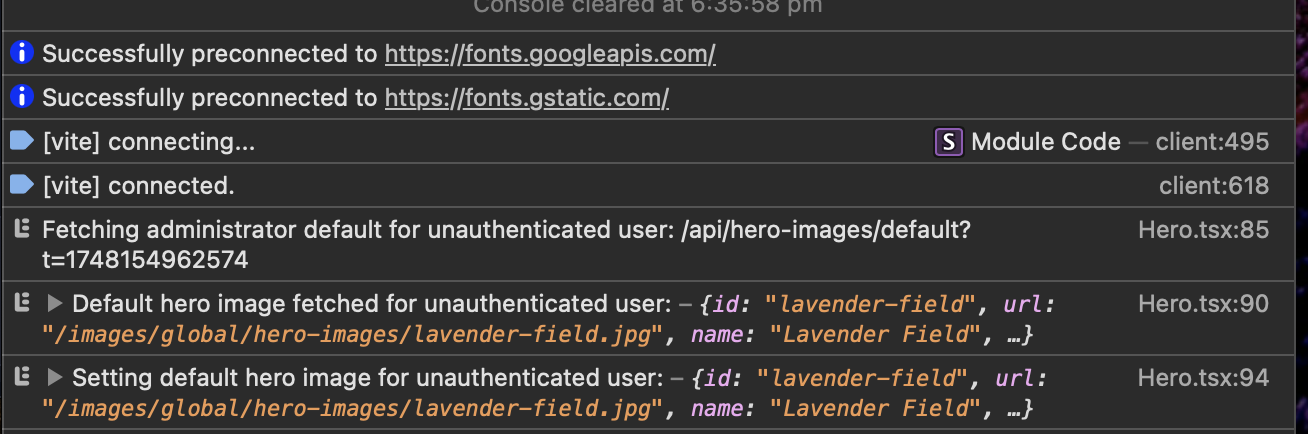 Console cleared at 6:35:58 pm
Successfully preconnected to https://fonts.googleapis.com/
Successfully preconnected to https://fonts.gstatic.com/
[vite] connecting... S Module Code — client:495
[vite] connected. client:618
Fetching administrator default for unauthenticated user: /api/hero-images/default? Hero.tsx:85
t=1748154962574
Default hero image fetched for unauthenticated user: – {id: "lavender-field", url: Hero.tsx:90
"/images/global/hero-images/lavender-field.jpg", name: "Lavender Field", …}
Setting default hero image for unauthenticated user: – {id: "lavender-field", url: Hero.tsx:94
"/images/global/hero-images/lavender-field.jpg", name: "Lavender Field", …}